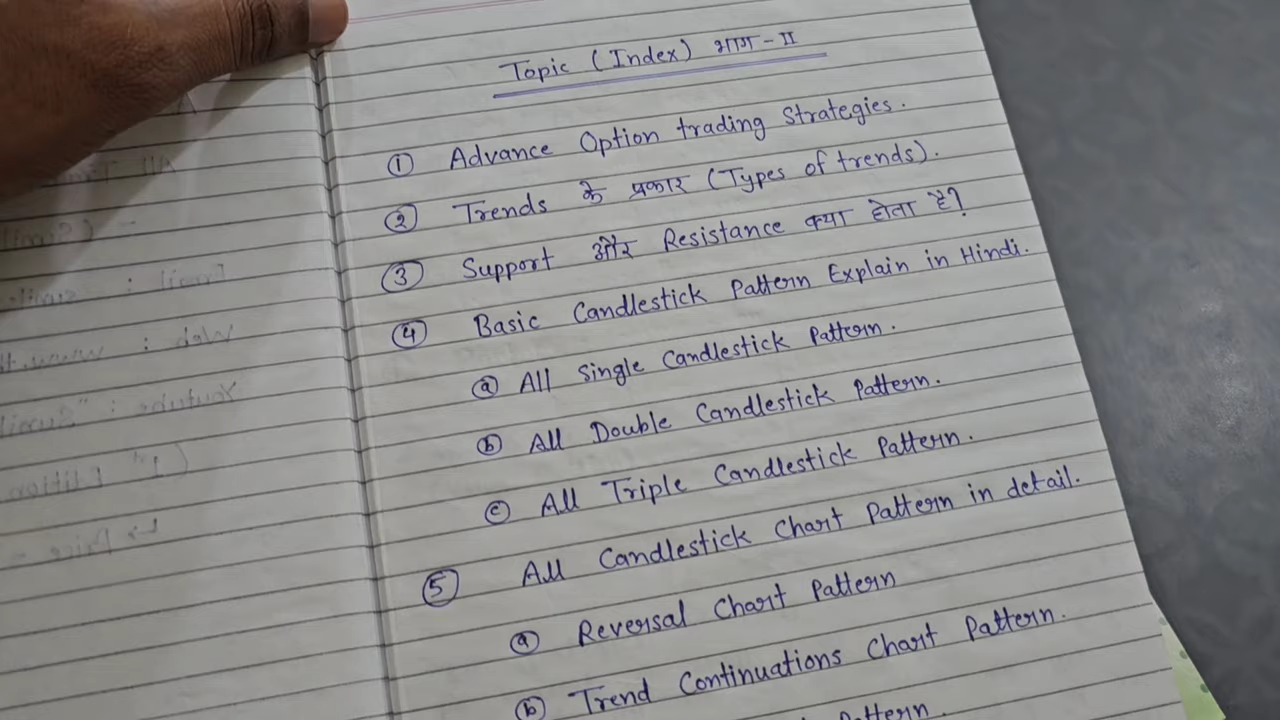 Topic (Index) भाग-II
① Advance Option trading Strategies.
② Trends के प्रकार (Types of trends).
③ Support और Resistance क्या होता है?
④ Basic Candlestick Pattern Explain in Hindi.
ⓐ All Single Candlestick Pattern.
ⓑ All Double Candlestick Pattern.
ⓒ All Triple Candlestick Pattern.
⑤ All Candlestick Chart Pattern in detail.
ⓐ Reversal Chart Pattern
ⓑ Trend Continuations Chart Pattern.
Pattern.